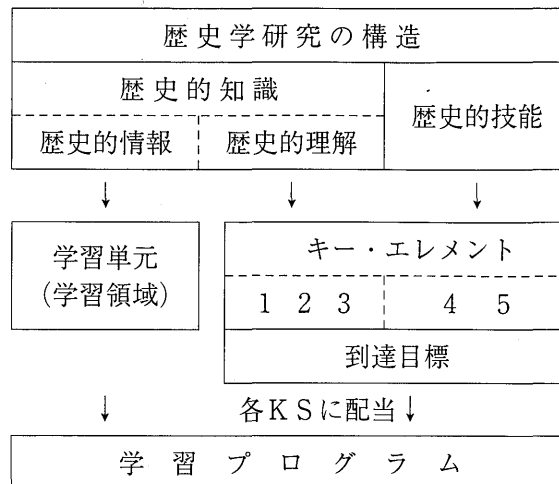 歴史学研究の構造
歴史的知識
歴史的技能
歴史的情報 歴史的理解
↓ ↓ ↓
学習単元
(学習領域)
キー・エレメント
1 2 3 4 5
到達目標
↓ 各KSに配当↓
学習プログラム